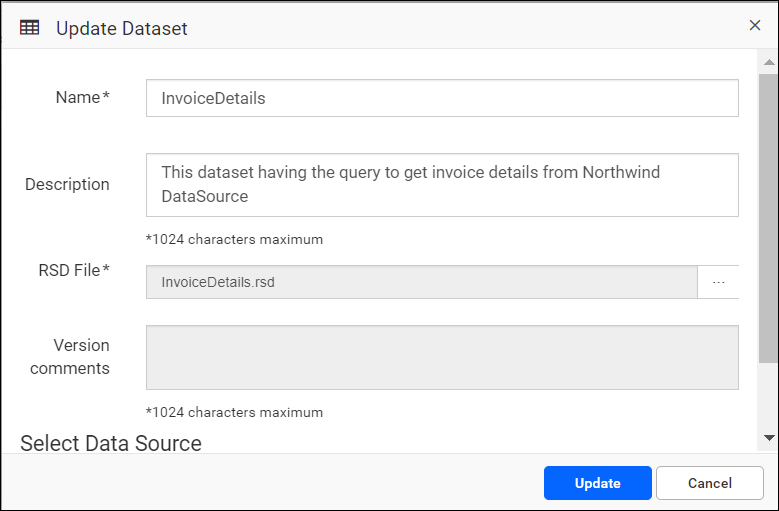 Update Dataset
Name*
InvoiceDetails
Description
This dataset having the query to get invoice details from Northwind
DataSource
*1024 characters maximum
RSD File*
InvoiceDetails.rsd
...
Version
comments
*1024 characters maximum
Select Data Source
Update
Cancel